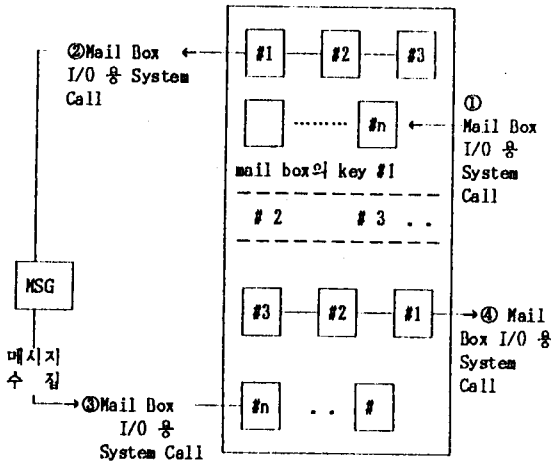 ②Mail Box
I/O 용 System
Call
#1 #2 #3
......... #n
①
Mail Box
I/O 용
System
Call
mail box의 key #1
# 2 # 3 . .
MSG
메시지
수 집
#3 #2 #1
④ Mail
Box I/O 용
System
Call
③Mail Box
I/O 용
System Call
#n . . #